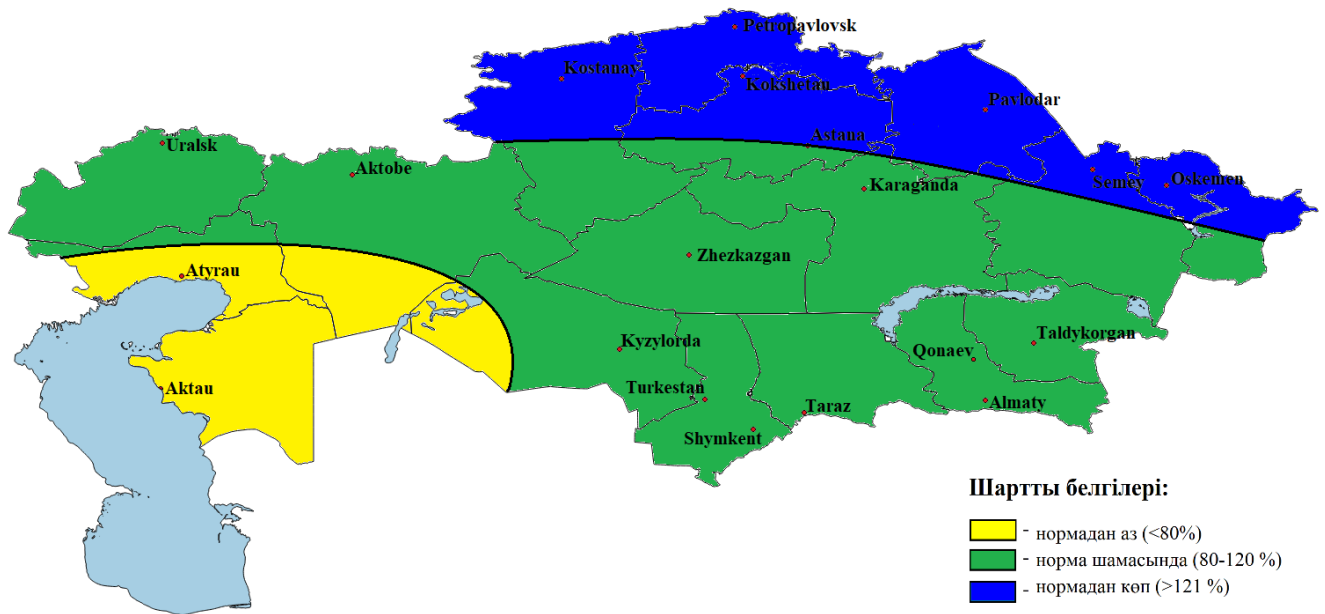 Petropavlovsk
Kostanay
Kokshetau
Pavlodar
Astana
Uralsk
Aktobe
Karaganda
Semey
Oskemen
Zhezkazgan
Atyrau
Kyzylorda
Taldykorgan
Qonaev
Aktau
Turkestan
Almaty
Taraz
Shymkent
Шартты белгілері:
- нормадан аз (<80%)
- норма шамасында (80-120 %)
- нормадан көп (>121 %)